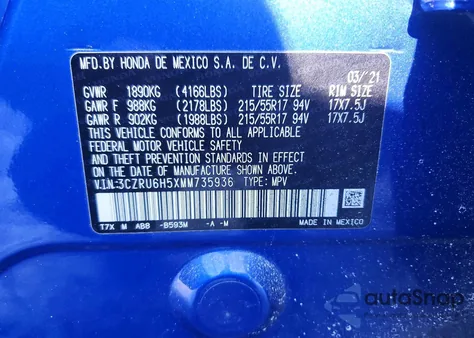 MFD.BY HONDA DE MEXICO S.A. DE C.V.
03/21
GVWR 1890KG (4166LBS) TIRE SIZE RIM SIZE
GAWR F 988KG (2178LBS) 215/55R17 94V 17X7.5J
GAWR R 902KG (1988LBS) 215/55R17 94V 17X7.5J
THIS VEHICLE CONFORMS TO ALL APPLICABLE
FEDERAL MOTOR VEHICLE SAFETY
AND THEFT PREVENTION STANDARDS IN EFFECT
ON THE DATE OF MANUFACTURE SHOWN ABOVE.
V.I.N:3CZRU6H5XMM735936 TYPE: MPV
T7X M ABB -B593M -A -M
MADE IN MEXICO
autoSnap